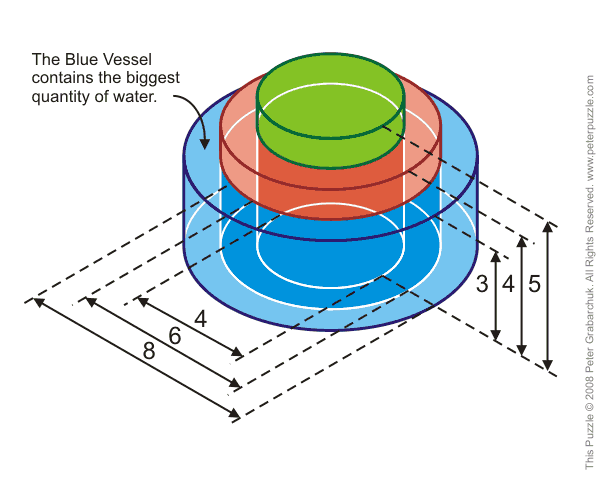 The Blue Vessel
contains the biggest
quantity of water.
3 4 5
4
6
8
This Puzzle © 2008 Peter Grabarchuk. All Rights Reserved. www.peterpuzzle.com